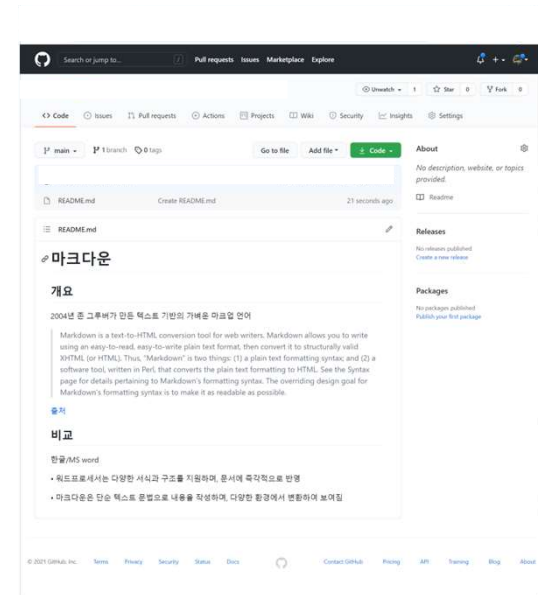 Search or jump to... / Pull requests Issues Marketplace Explore
Unwatch 1 Star 0 Fork 0
Code Issues Pull requests Actions Projects Wiki Security Insights Settings
main 1 branch 0 tags Go to file Add file Code
README.md Create README.md 21 seconds ago
README.md
마크다운
개요
2004년 존 그루버가 만든 텍스트 기반의 가벼운 마크업 언어
Markdown is a text-to-HTML conversion tool for web writers. Markdown allows you to write
using an easy-to-read, easy-to-write plain text format, then convert it to structurally valid
XHTML (or HTML). Thus, "Markdown" is two things: (1) a plain text formatting syntax; and (2) a
software tool, written in Perl, that converts the plain text formatting to HTML. See the Syntax
page for details pertaining to Markdown's formatting syntax. The overriding design goal for
Markdown's formatting syntax is to make it as readable as possible.
출처
비교
한글/MS word
• 워드프로세서는 다양한 서식과 구조를 지원하며, 문서에 즉각적으로 반영
• 마크다운은 단순 텍스트 문법으로 내용을 작성하며, 다양한 환경에서 변환하여 보여짐
About
No description, website, or topics
provided.
Readme
Releases
No releases published
Create a new release
Packages
No packages published
Publish your first package
© 2021 GitHub, Inc. Terms Privacy Security Status Docs Contact GitHub Pricing API Training Blog About